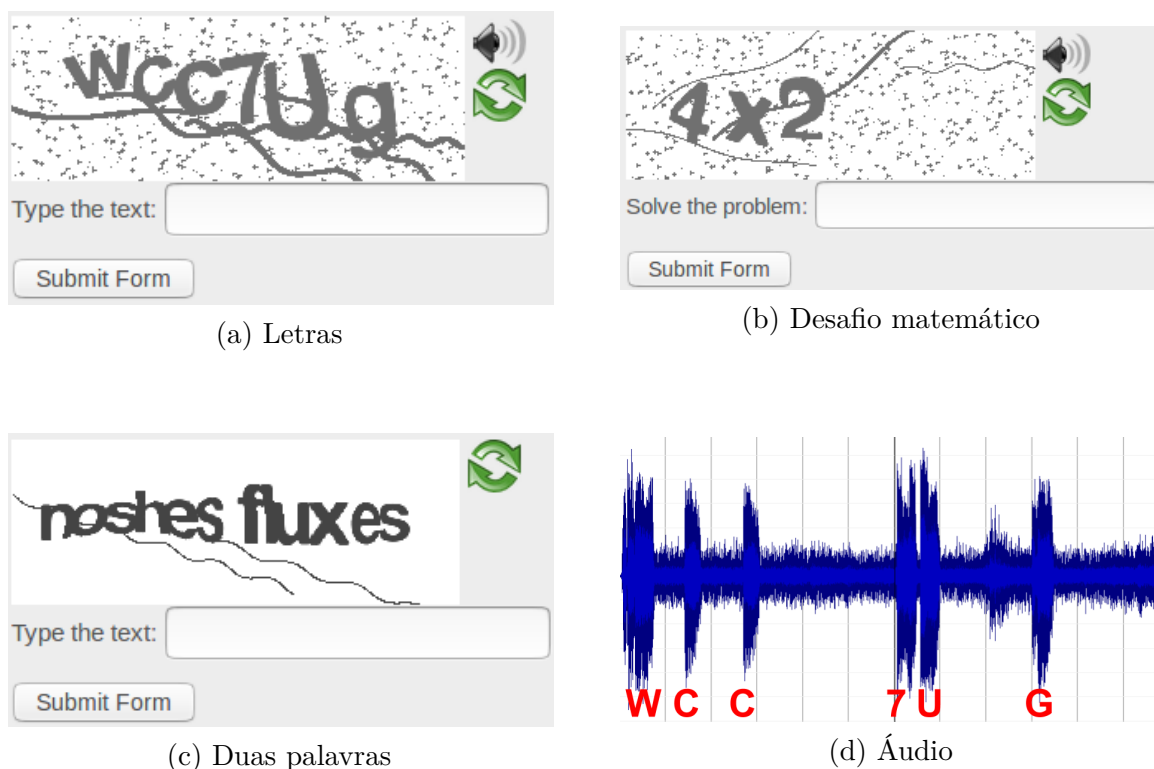 wcc7Ug
Type the text:
Submit Form
(a) Letras
4x2
Solve the problem:
Submit Form
(b) Desafio matemático
noshes fluxes
Type the text:
Submit Form
(c) Duas palavras
W C C 7 U G
(d) Áudio